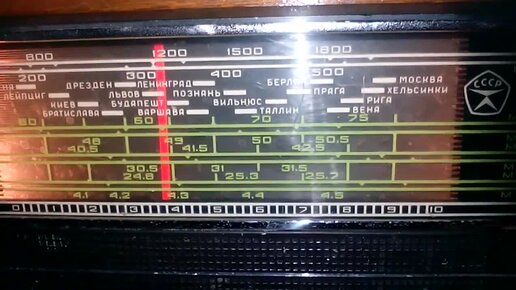 800 1200 1500 1800
200 ДРЕЗДЕН 300 ЛЕНИНГРАД 400 БЕРЛИН 500 МОСКВА
ЛЕЙПЦИГ ЛЬВОВ ПОЗНАНЬ ПРАГА ХЕЛЬСИНКИ
КИЕВ БУДАПЕШТ ВИЛЬНЮС РИГА
БРАТИСЛАВА ВАРШАВА ТАЛЛИН ВЕНА
60 70 75
48 49 50 50.5
40.5 41.5 42.5
30.5 31 31.5
24.8 25.3 25.7
4.1 4.2 4.3 4.4 4.5
0 1 2 3 4 5 6 7 8 9 10
СССР